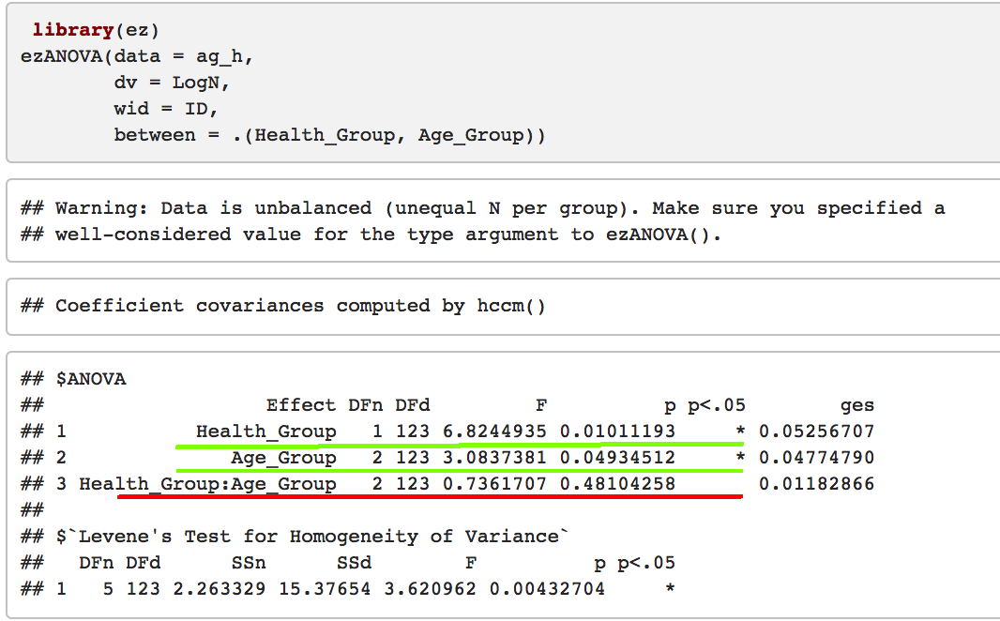 library(ez)
ezANOVA(data = ag_h,
        dv = LogN,
        wid = ID,
        between = .(Health_Group, Age_Group))
## Warning: Data is unbalanced (unequal N per group). Make sure you specified a
## well-considered value for the type argument to ezANOVA().
## Coefficient covariances computed by hccm()
## $ANOVA
##                   Effect DFn DFd         F          p p<.05        ges
## 1           Health_Group   1 123 6.8244935 0.01011193     * 0.05256707
## 2              Age_Group   2 123 3.0837381 0.04934512     * 0.04774790
## 3 Health_Group:Age_Group   2 123 0.7361707 0.48104258       0.01182866
##
## $`Levene's Test for Homogeneity of Variance`
##   DFn DFd      SSn      SSd        F          p p<.05
## 1   5 123 2.263329 15.37654 3.620962 0.00432704     *